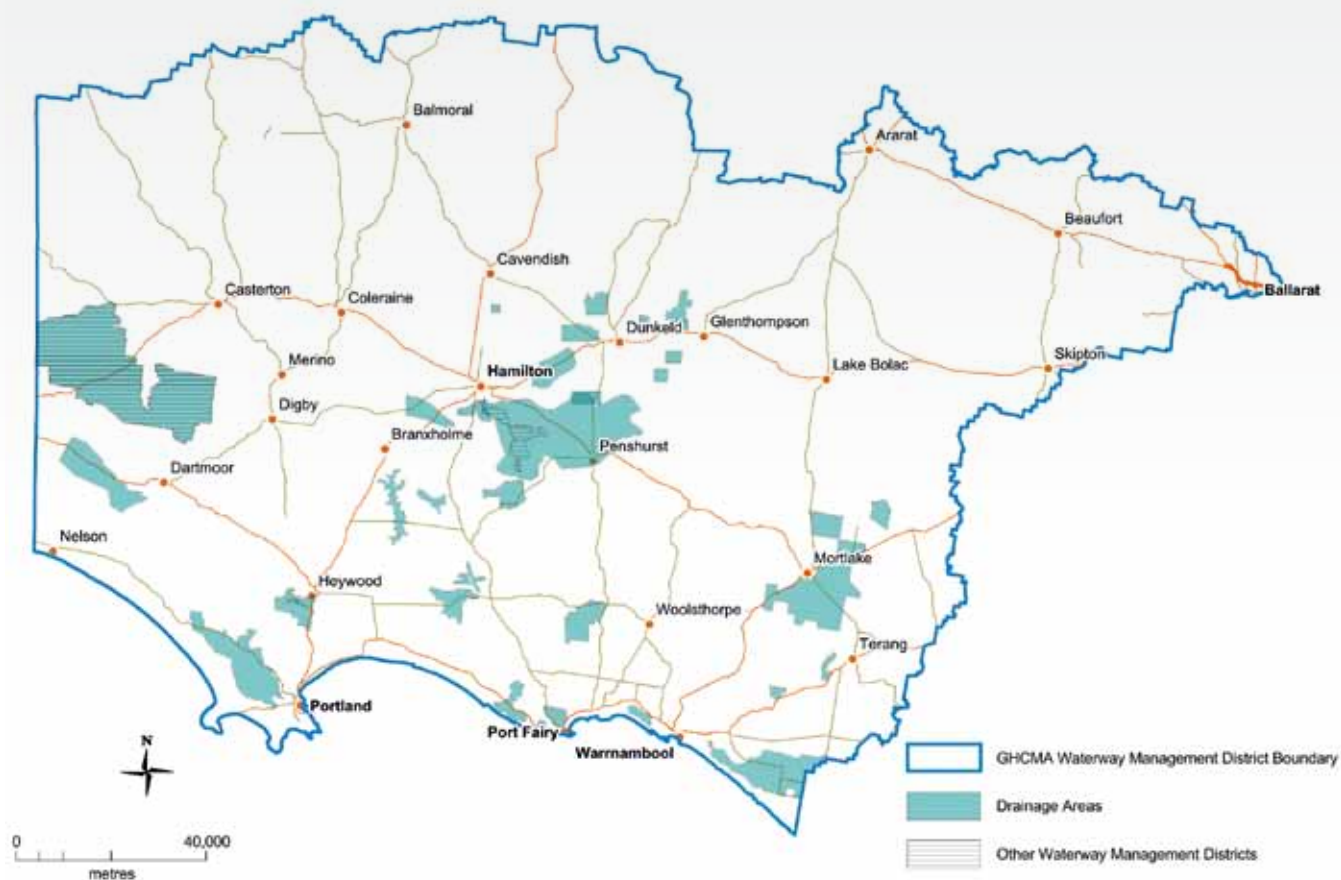 Balmoral
Ararat
Beaufort
Cavendish
Casterton
Coleraine
Ballarat
Dunkeld
Glenthompson
Merino
Hamilton
Lake Bolac
Skipton
Digby
Branxholme
Penshurst
Dartmoor
Nelson
Mortlake
Heywood
Woolsthorpe
Terang
Portland
Port Fairy
Warrnambool
N
GHCMA Waterway Management District Boundary
Drainage Areas
Other Waterway Management Districts
0 40,000
metres